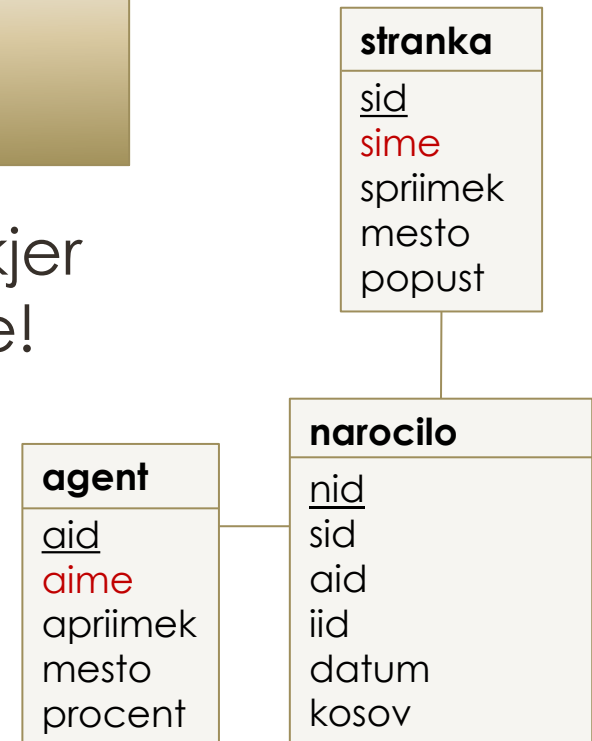 kjer
e!
stranka
sid
sime
spriimek
mesto
popust
agent
aid
aime
apriimek
mesto
procent
narocilo
nid
sid
aid
iid
datum
kosov